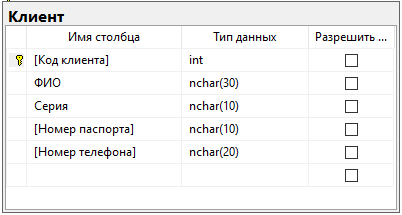 Клиент
Имя столбца Тип данных Разрешить ...
[Код клиента] int
ФИО nchar(30)
Серия nchar(10)
[Номер паспорта] nchar(10)
[Номер телефона] nchar(20)